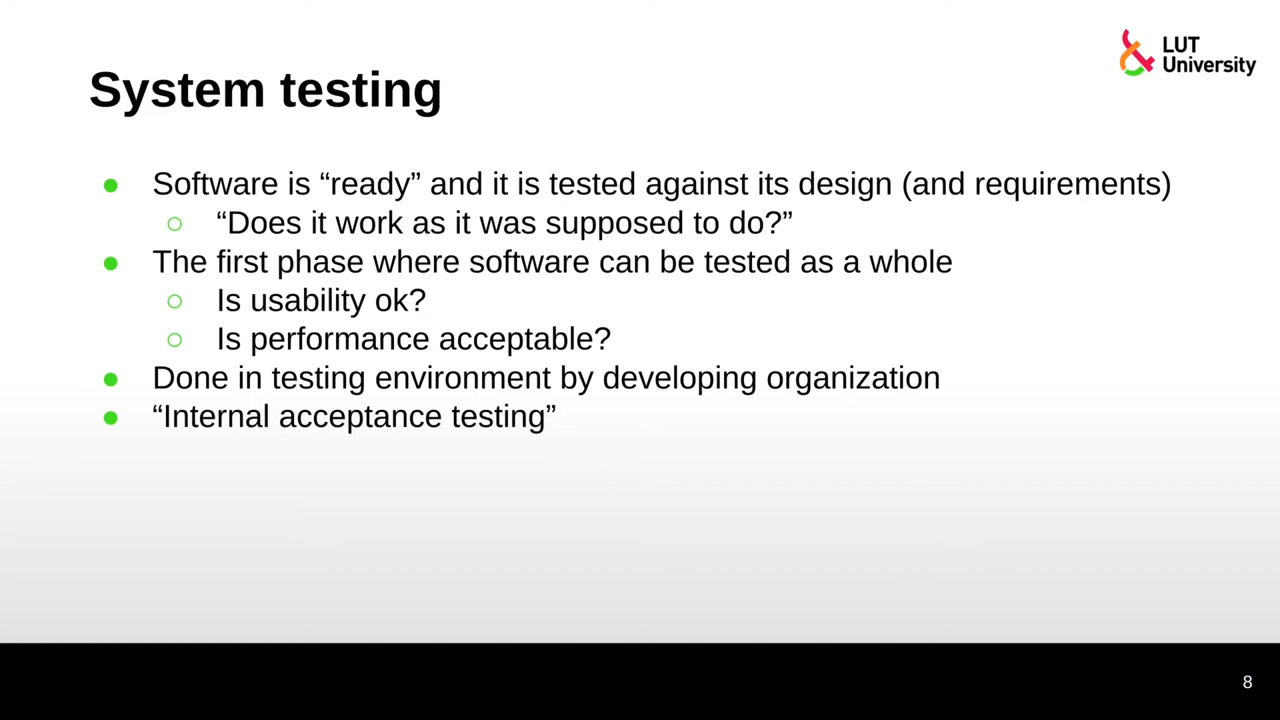 LUT
University
System testing
● Software is “ready” and it is tested against its design (and requirements)
○ “Does it work as it was supposed to do?”
● The first phase where software can be tested as a whole
○ Is usability ok?
○ Is performance acceptable?
● Done in testing environment by developing organization
● “Internal acceptance testing”
8